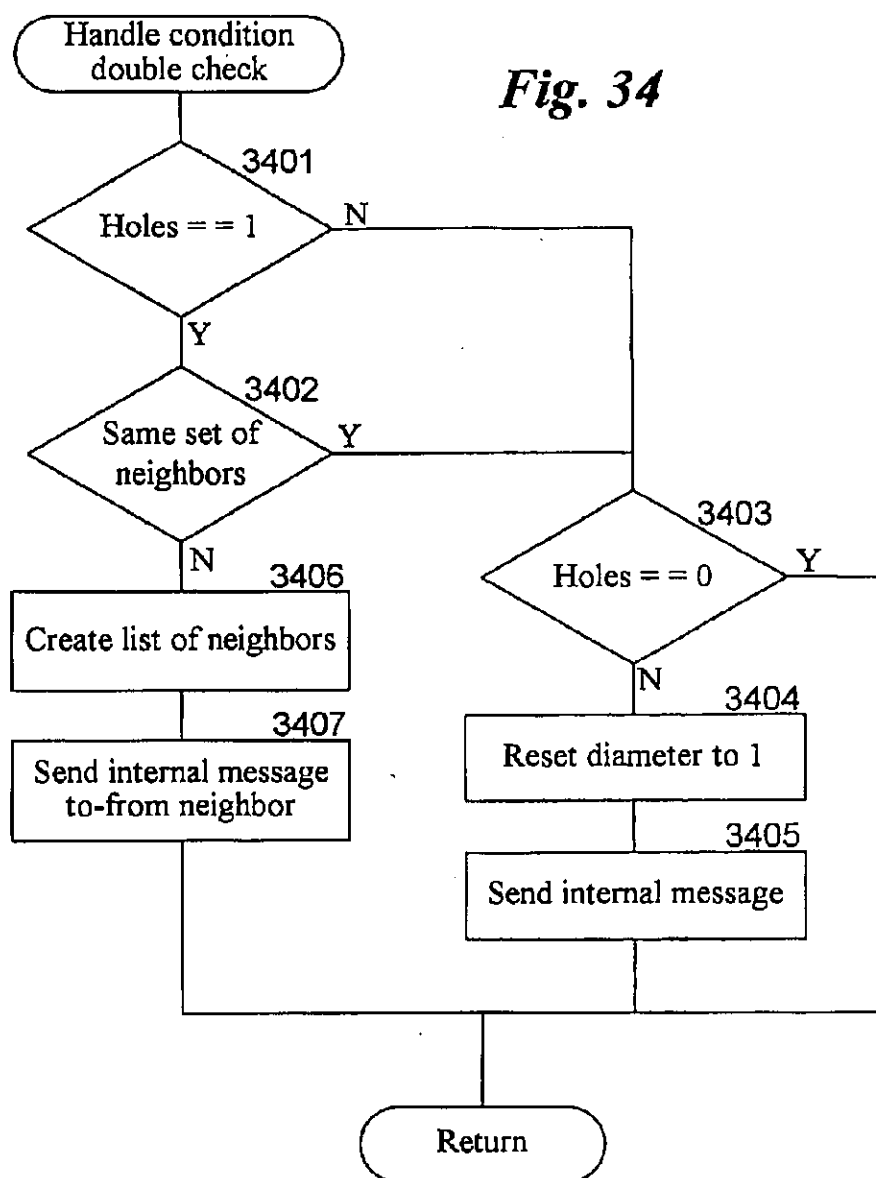 Handle condition
double check
Fig. 34
3401
Holes = = 1
N
Y
3402
Same set of
neighbors
Y
N
3403
Holes = = 0
Y
N
3406
Create list of neighbors
3404
Reset diameter to 1
3407
Send internal message
to-from neighbor
3405
Send internal message
Return